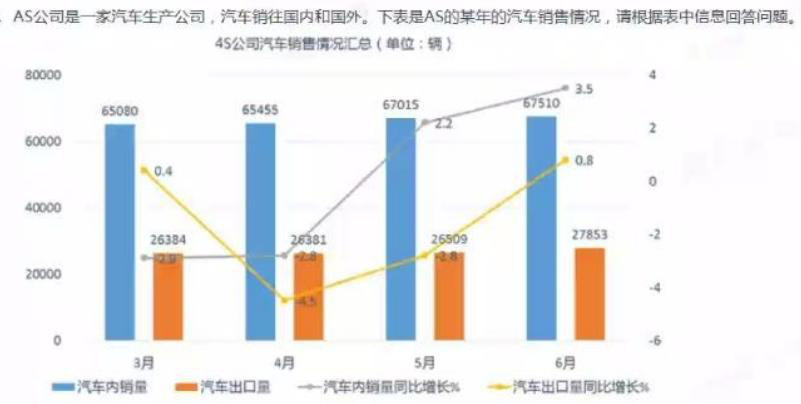 . AS公司是一家汽车生产公司，汽车销往国内和国外。下表是AS的某年的汽车销售情况，请根据表中信息回答问题。
4S公司汽车销售情况汇总（单位：辆）
80000
60000
40000
20000
0
4
2
0
-2
-4
-6
65080
65455
67015
67510
26384
26381
26509
27853
-2.9
-2.8
2.2
3.5
0.4
-4.5
-2.8
0.8
3月
4月
5月
6月
汽车内销量
汽车出口量
汽车内销量同比增长%
汽车出口量同比增长%